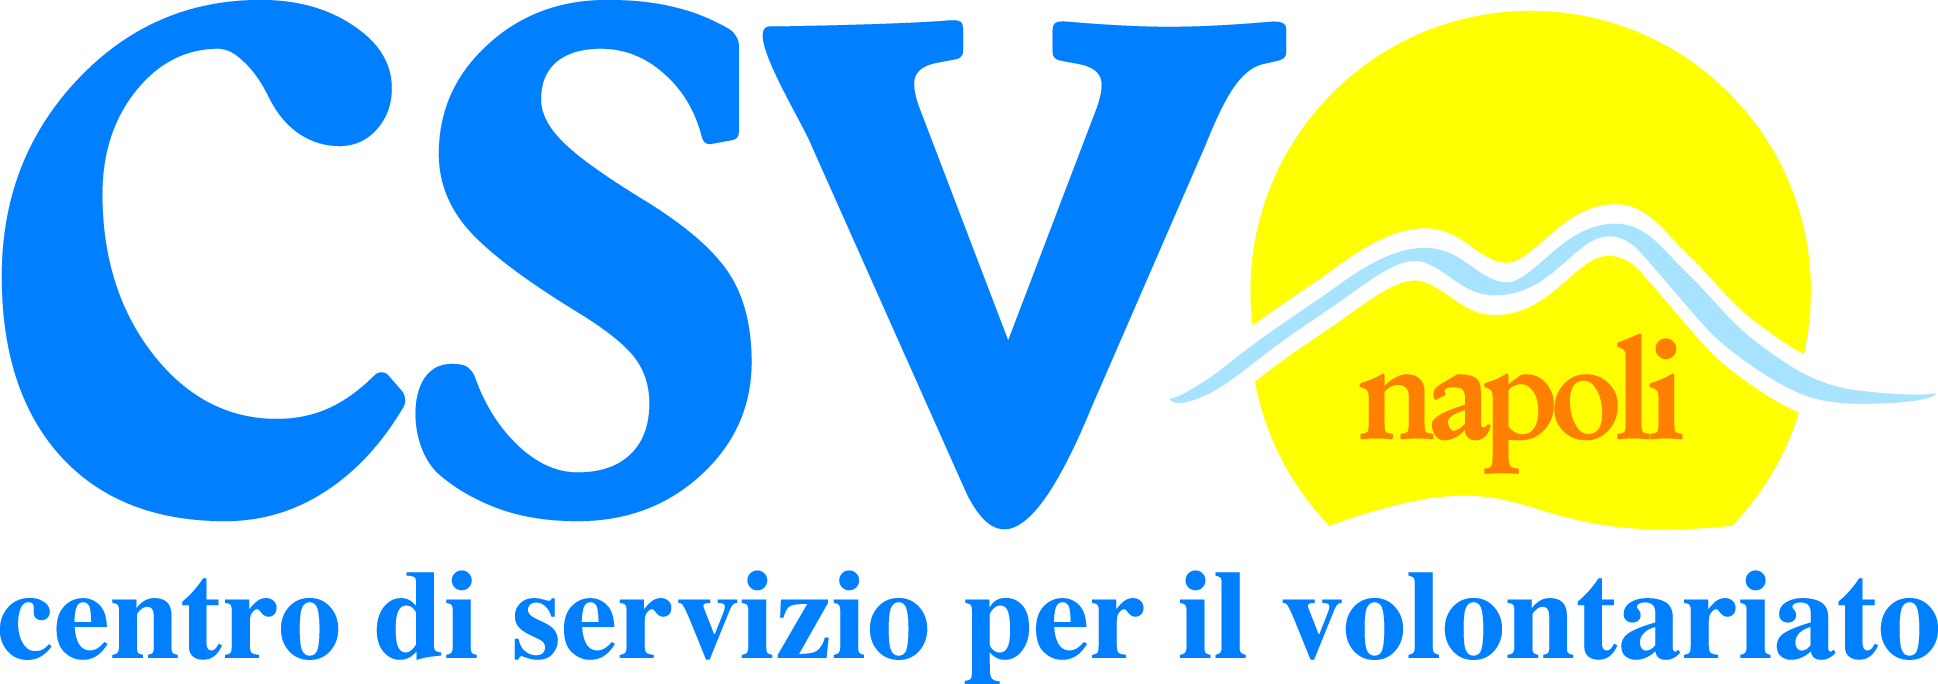 CSV
napoli
centro di servizio per il volontariato